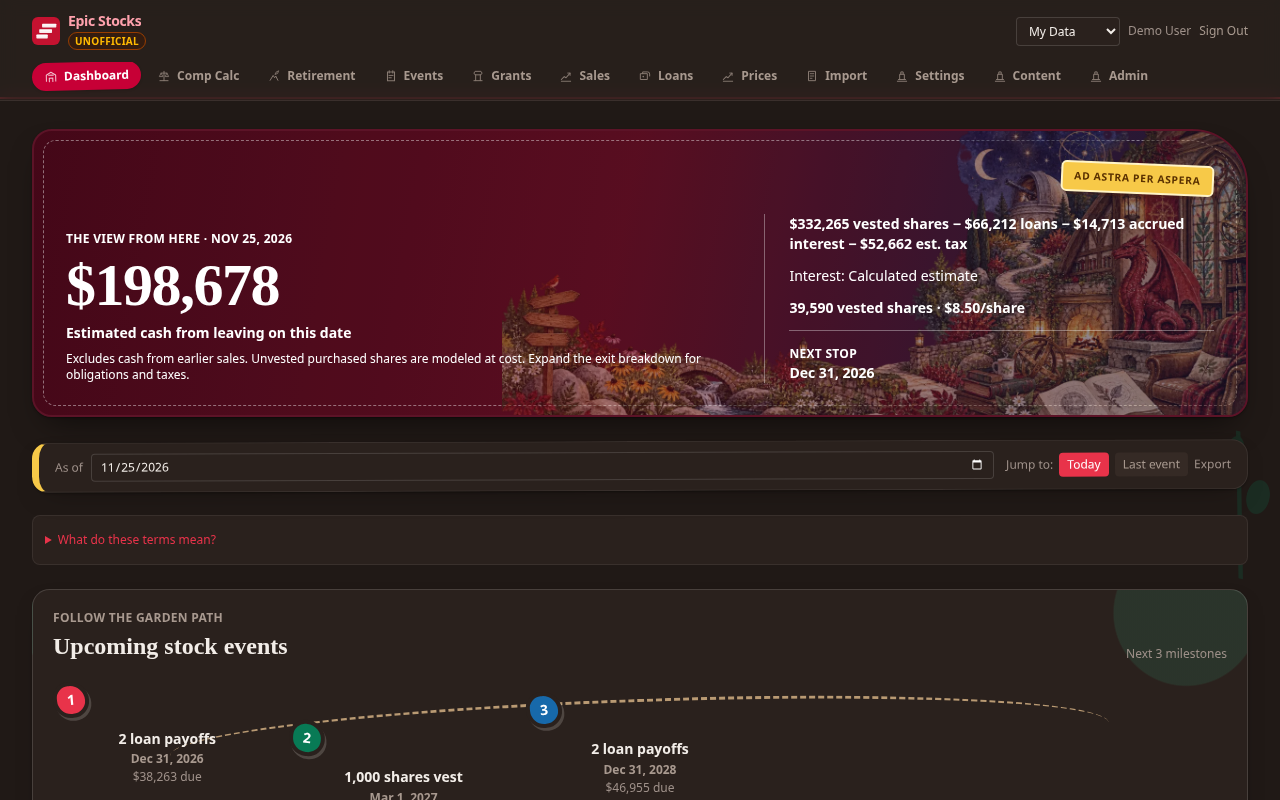 Epic Stocks
UNOFFICIAL
My Data
Demo User
Sign Out
Dashboard
Comp Calc
Retirement
Events
Grants
Sales
Loans
Prices
Import
Settings
Content
Admin
AD ASTRA PER ASPERA
THE VIEW FROM HERE · NOV 25, 2026
$198,678
Estimated cash from leaving on this date
Excludes cash from earlier sales. Unvested purchased shares are modeled at cost. Expand the exit breakdown for
obligations and taxes.
$332,265 vested shares − $66,212 loans − $14,713 accrued
interest − $52,662 est. tax
Interest: Calculated estimate
39,590 vested shares · $8.50/share
NEXT STOP
Dec 31, 2026
As of
11/25/2026
Jump to:
Today
Last event
Export
What do these terms mean?
FOLLOW THE GARDEN PATH
Upcoming stock events
Next 3 milestones
1
2 loan payoffs
Dec 31, 2026
$38,263 due
2
1,000 shares vest
Mar 1, 2027
3
2 loan payoffs
Dec 31, 2028
$46,955 due